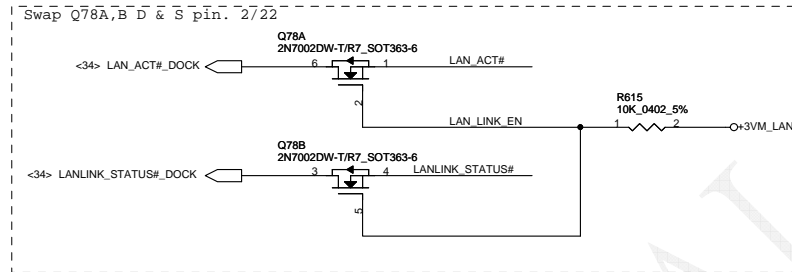 Swap Q78A,B D & S pin. 2/22
Q78A
2N7002DW-T/R7_SOT363-6
<34> LAN_ACT#_DOCK
6
1
LAN_ACT#
2
LAN_LINK_EN
R615
10K_0402_5%
1
2
+3VM_LAN
Q78B
2N7002DW-T/R7_SOT363-6
<34> LANLINK_STATUS#_DOCK
3
4
LANLINK_STATUS#
5